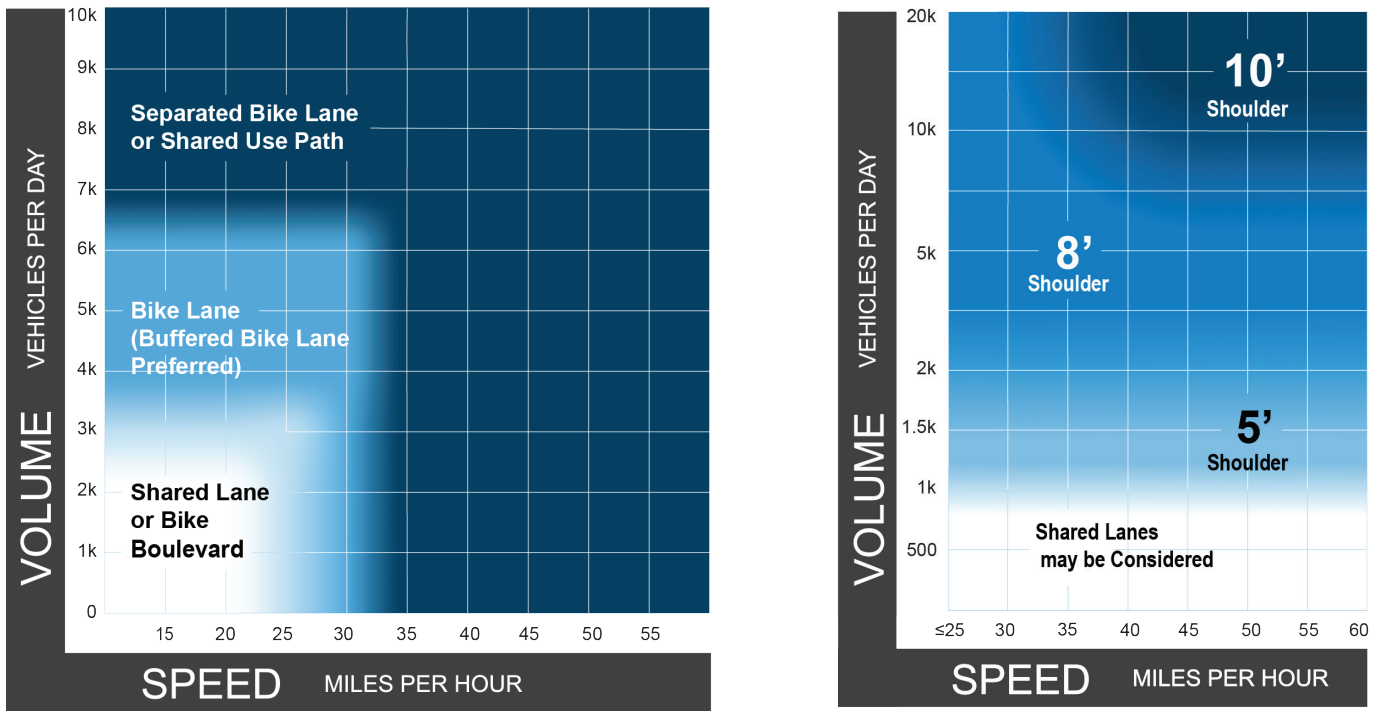 10k
9k
8k
7k
6k
5k
4k
3k
2k
1k
0
VOLUME VEHICLES PER DAY
Separated Bike Lane
or Shared Use Path
Bike Lane
(Buffered Bike Lane
Preferred)
Shared Lane
or Bike
Boulevard
15 20 25 30 35 40 45 50 55
SPEED MILES PER HOUR
20k
10k
5k
2k
1.5k
1k
500
VOLUME VEHICLES PER DAY
10’
Shoulder
8’
Shoulder
5’
Shoulder
Shared Lanes
may be Considered
≤25 30 35 40 45 50 55 60
SPEED MILES PER HOUR